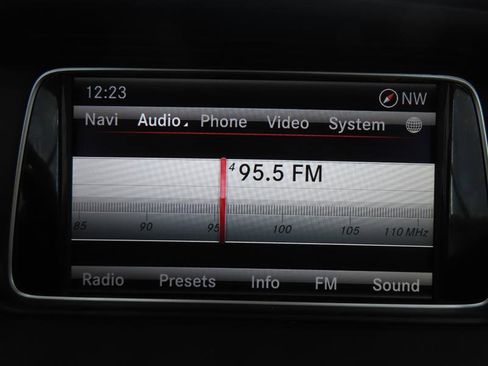 12:23 NW
Navi Audio Phone Video System
4 95.5 FM
85 90 95 100 105 110 MHz
Radio Presets Info FM Sound